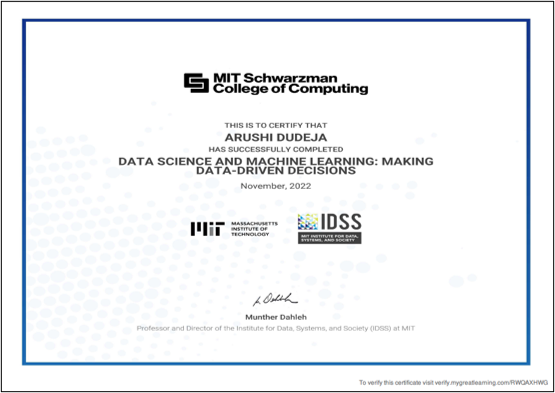 MIT Schwarzman
College of Computing
THIS IS TO CERTIFY THAT
ARUSHI DUDEJA
HAS SUCCESSFULLY COMPLETED
DATA SCIENCE AND MACHINE LEARNING: MAKING
DATA-DRIVEN DECISIONS
November, 2022
MIT MASSACHUSETTS
INSTITUTE OF
TECHNOLOGY
IDSS
MIT INSTITUTE FOR DATA,
SYSTEMS, AND SOCIETY
Munther Dahleh
Professor and Director of the Institute for Data, Systems, and Society (IDSS) at MIT
To verify this certificate visit verify.mygreatlearning.com/RWQAXHWG